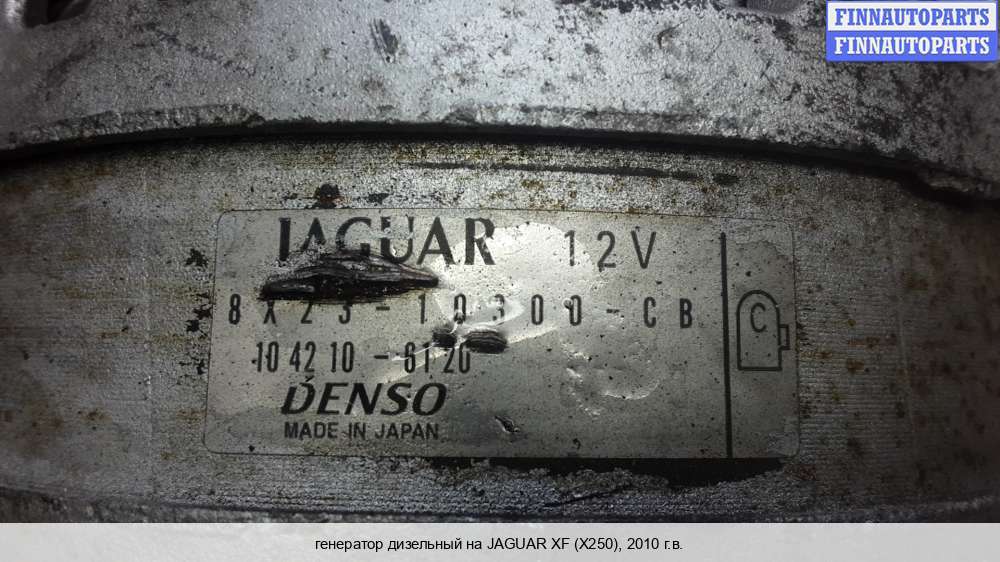 FINNAUTOPARTS
FINNAUTOPARTS
JAGUAR 12V
8X23-10300-CB
104210-6120
DENSO
MADE IN JAPAN
C
генератор дизельный на JAGUAR XF (X250), 2010 г.в.